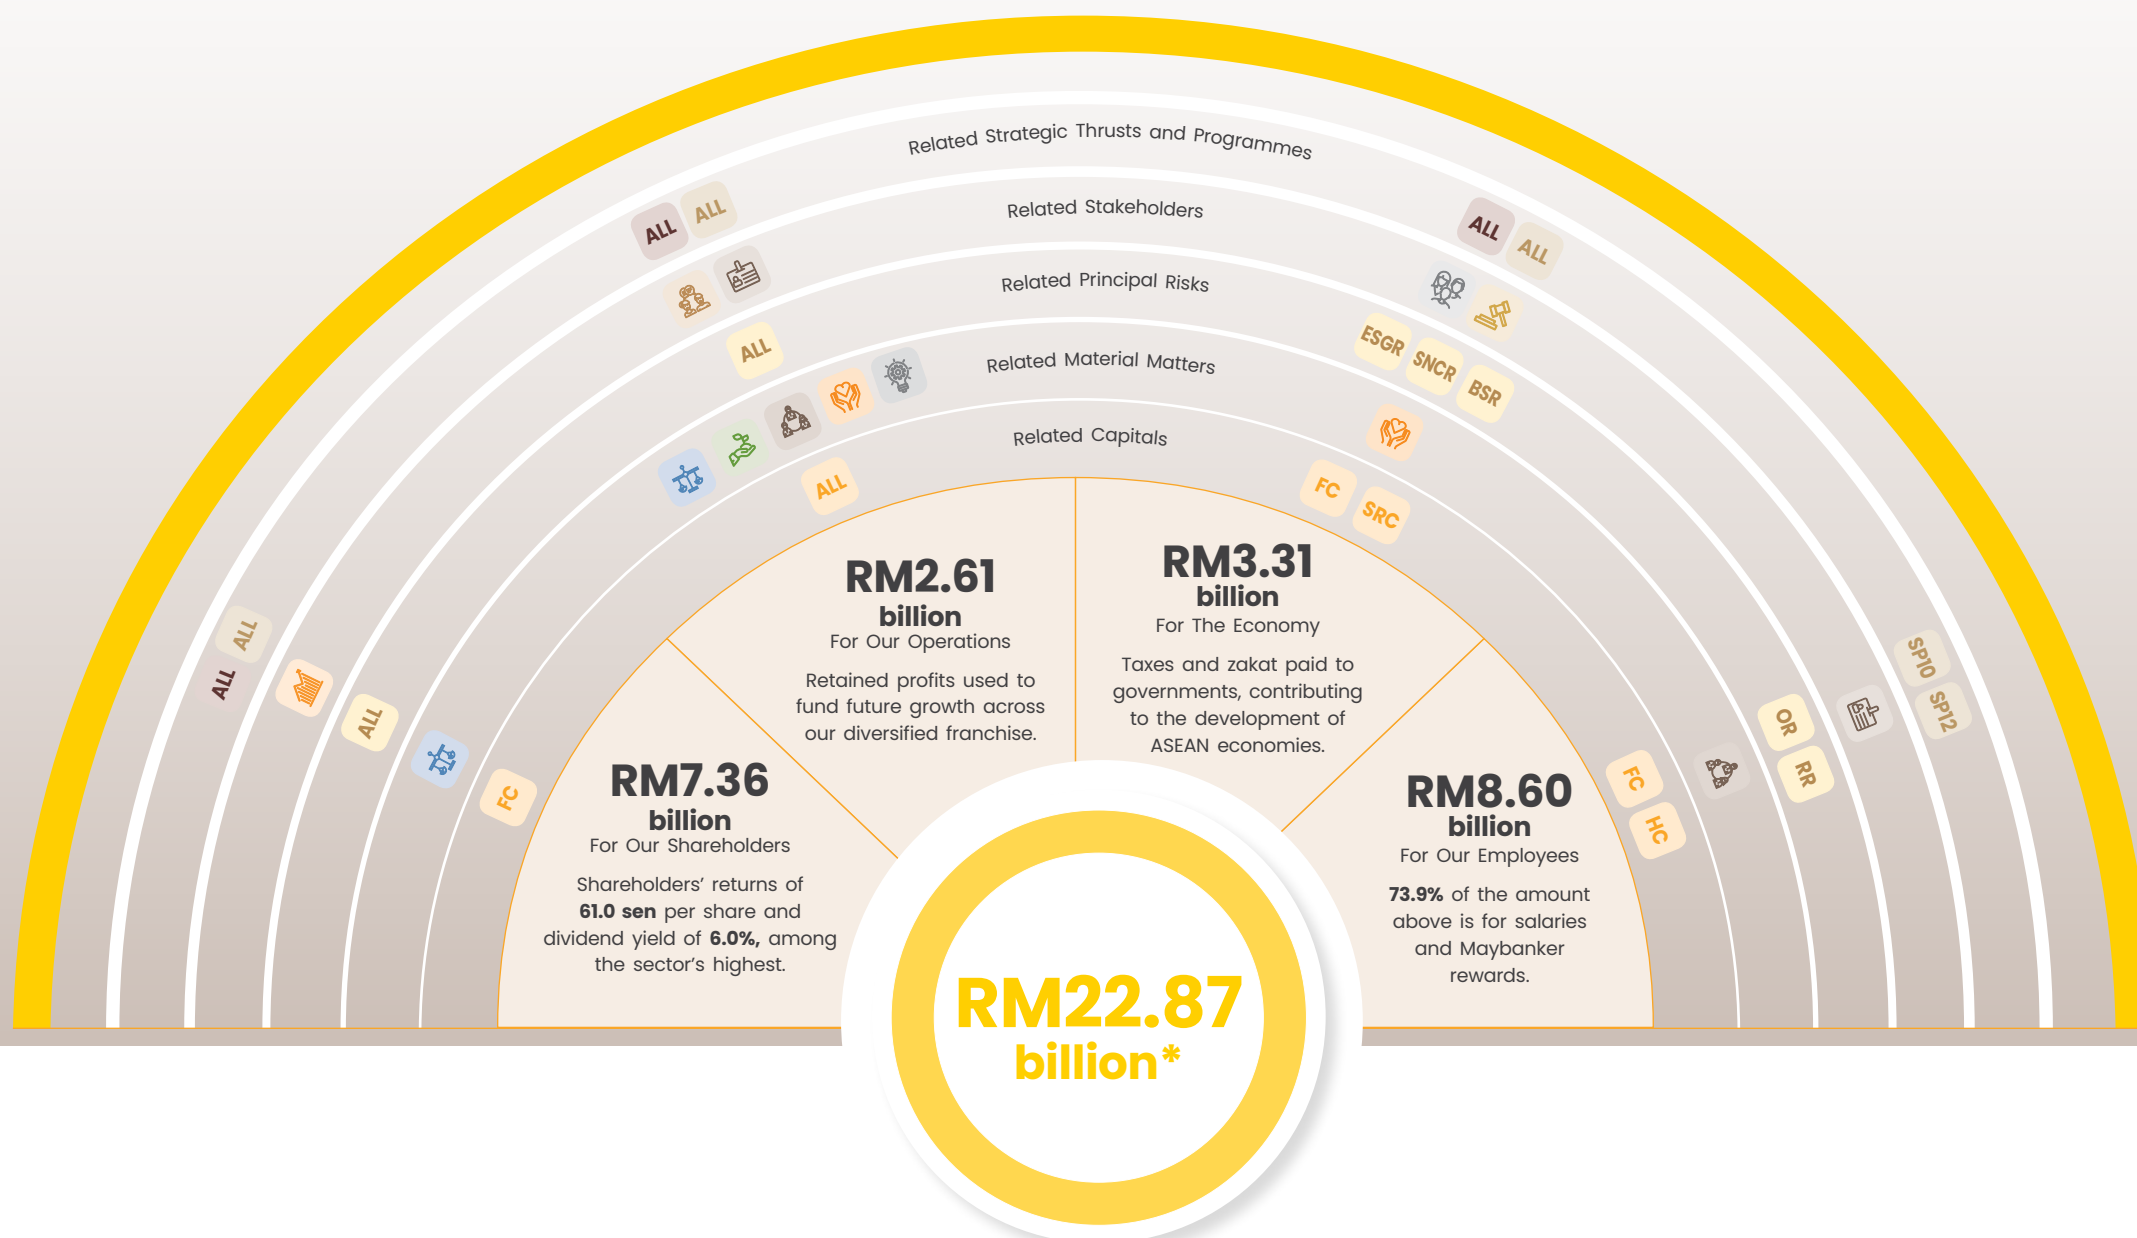 Related Strategic Thrusts and Programmes
ALL ALL
ALL ALL
Related Stakeholders
Related Principal Risks
ALL
ESGR SNCR BSR
Related Material Matters
Related Capitals
ALL
FC SRC
RM2.61
billion
For Our Operations
Retained profits used to
fund future growth across
our diversified franchise.
RM3.31
billion
For The Economy
Taxes and zakat paid to
governments, contributing
to the development of
ASEAN economies.
ALL ALL
ALL
FC
RM7.36
billion
For Our Shareholders
Shareholders’ returns of
61.0 sen per share and
dividend yield of 6.0%, among
the sector’s highest.
RM8.60
billion
For Our Employees
73.9% of the amount
above is for salaries
and Maybanker
rewards.
FC
HC
OR
RR
SP10
SP12
RM22.87
billion*